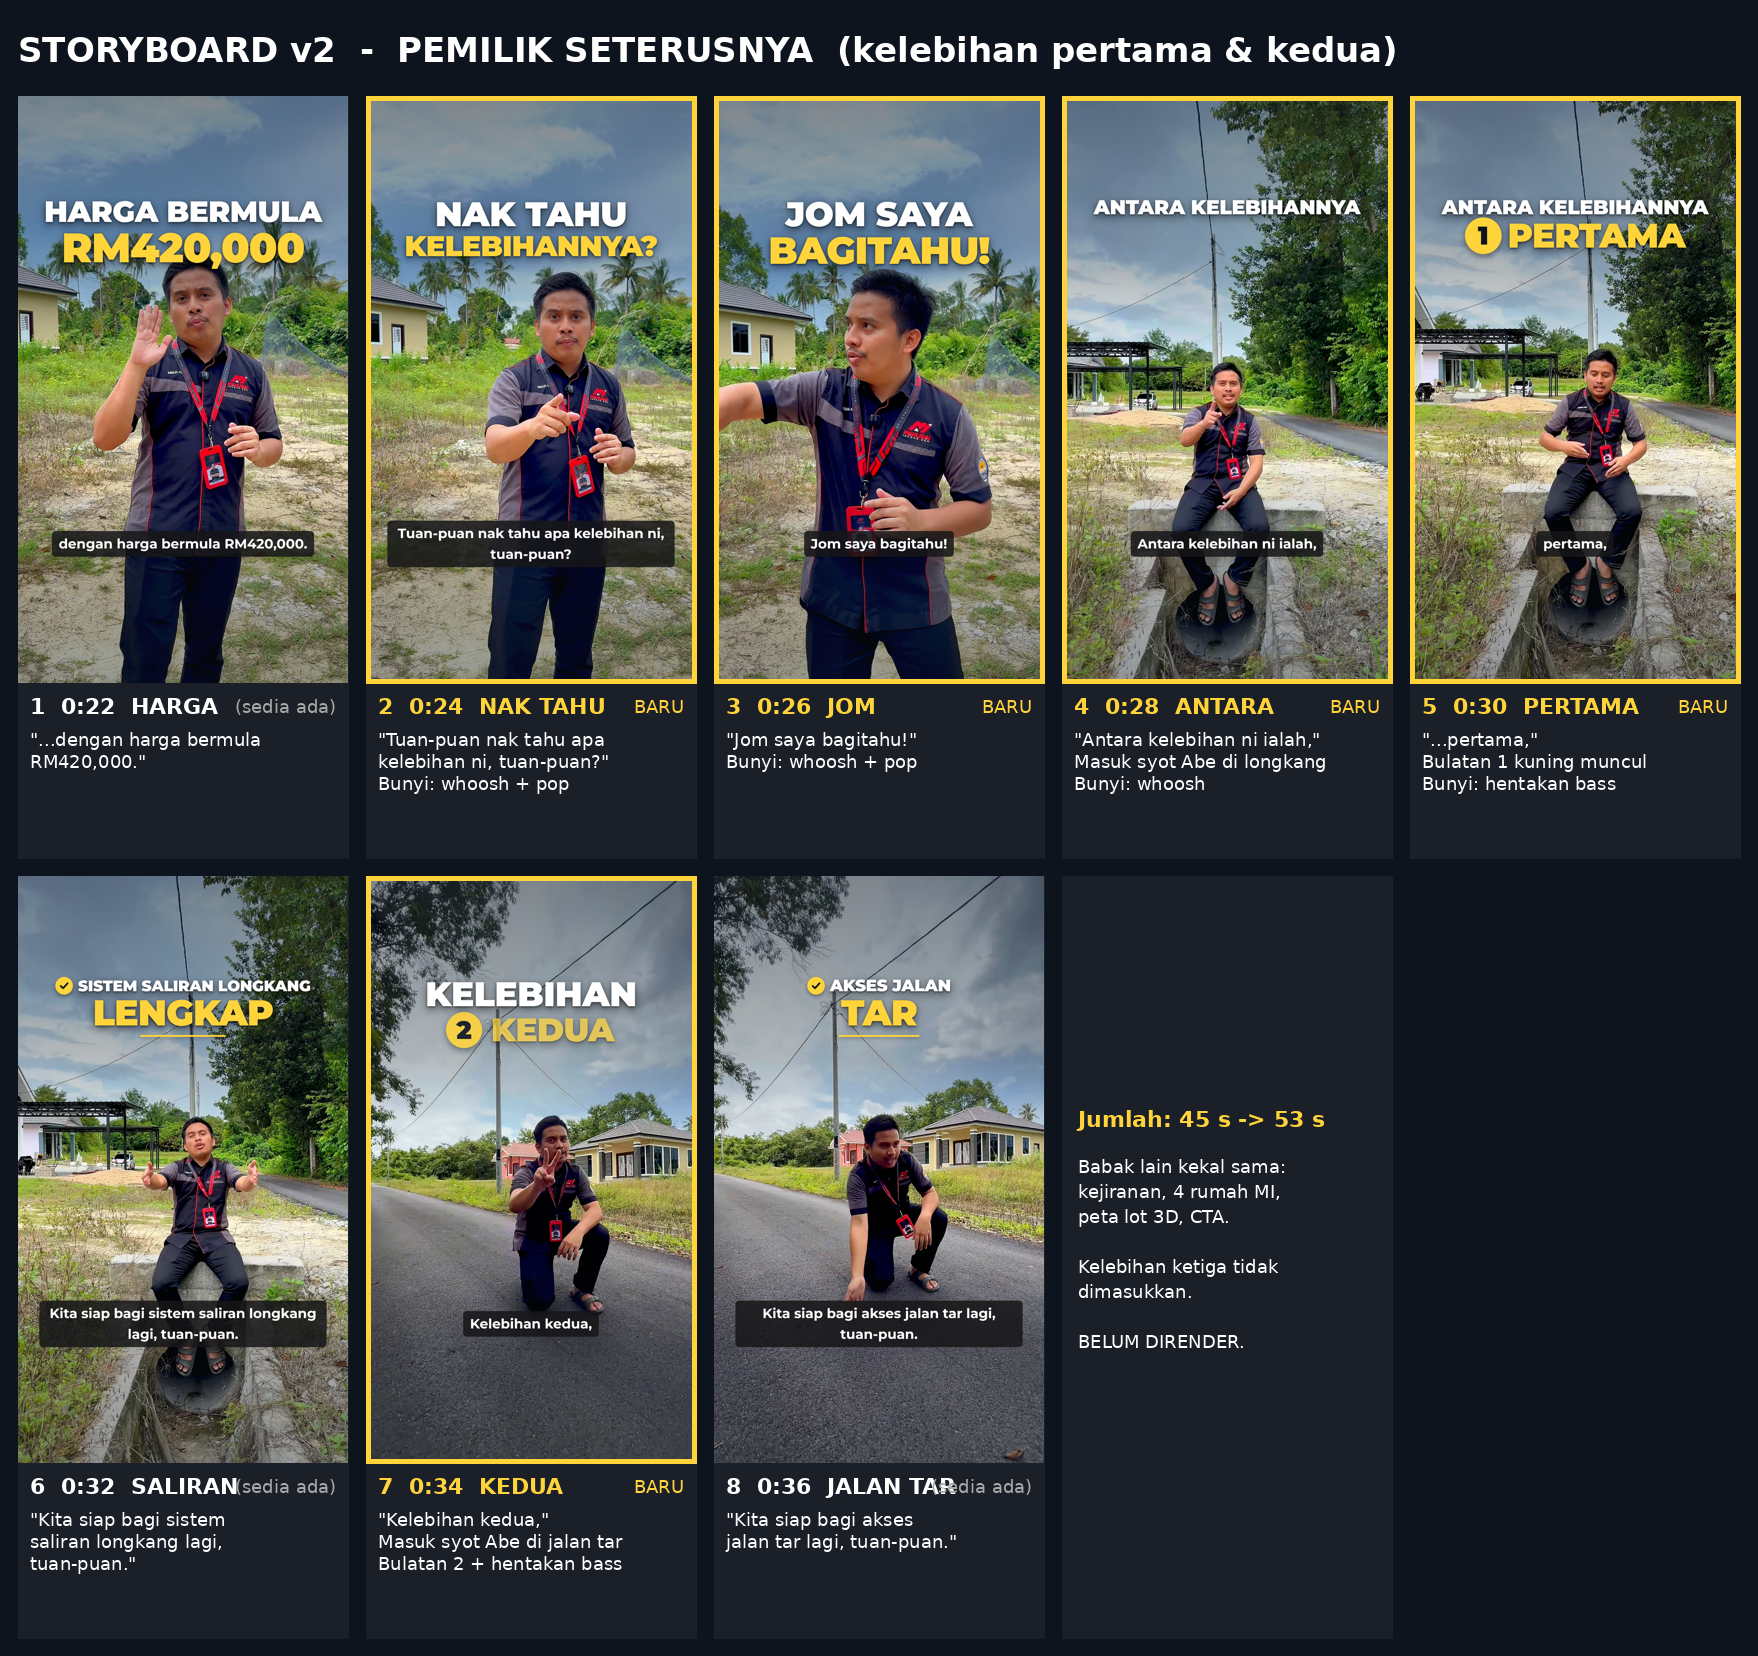 STORYBOARD v2 - PEMILIK SETERUSNYA (kelebihan pertama & kedua)
HARGA BERMULA
RM420,000
dengan harga bermula RM420,000.
1 0:22 HARGA (sedia ada)
"...dengan harga bermula
RM420,000."
NAK TAHU
KELEBIHANNYA?
Tuan-puan nak tahu apa kelebihan ni,
tuan-puan?
2 0:24 NAK TAHU BARU
"Tuan-puan nak tahu apa
kelebihan ni, tuan-puan?"
Bunyi: whoosh + pop
JOM SAYA
BAGITAHU!
Jom saya bagitahu!
3 0:26 JOM BARU
"Jom saya bagitahu!"
Bunyi: whoosh + pop
ANTARA KELEBIHANNYA
Antara kelebihan ni ialah,
4 0:28 ANTARA BARU
"Antara kelebihan ni ialah,"
Masuk syot Abe di longkang
Bunyi: whoosh
ANTARA KELEBIHANNYA
1 PERTAMA
pertama,
5 0:30 PERTAMA BARU
"...pertama,"
Bulatan 1 kuning muncul
Bunyi: hentakan bass
SISTEM SALIRAN LONGKANG
LENGKAP
Kita siap bagi sistem saliran longkang
lagi, tuan-puan.
6 0:32 SALIRAN (sedia ada)
"Kita siap bagi sistem
saliran longkang lagi,
tuan-puan."
KELEBIHAN
2 KEDUA
Kelebihan kedua,
7 0:34 KEDUA BARU
"Kelebihan kedua,"
Masuk syot Abe di jalan tar
Bulatan 2 + hentakan bass
AKSES JALAN
TAR
Kita siap bagi akses jalan tar lagi,
tuan-puan.
8 0:36 JALAN TAR (sedia ada)
"Kita siap bagi akses
jalan tar lagi, tuan-puan."
Jumlah: 45 s -> 53 s
Babak lain kekal sama:
kejiranan, 4 rumah MI,
peta lot 3D, CTA.
Kelebihan ketiga tidak
dimasukkan.
BELUM DIRENDER.